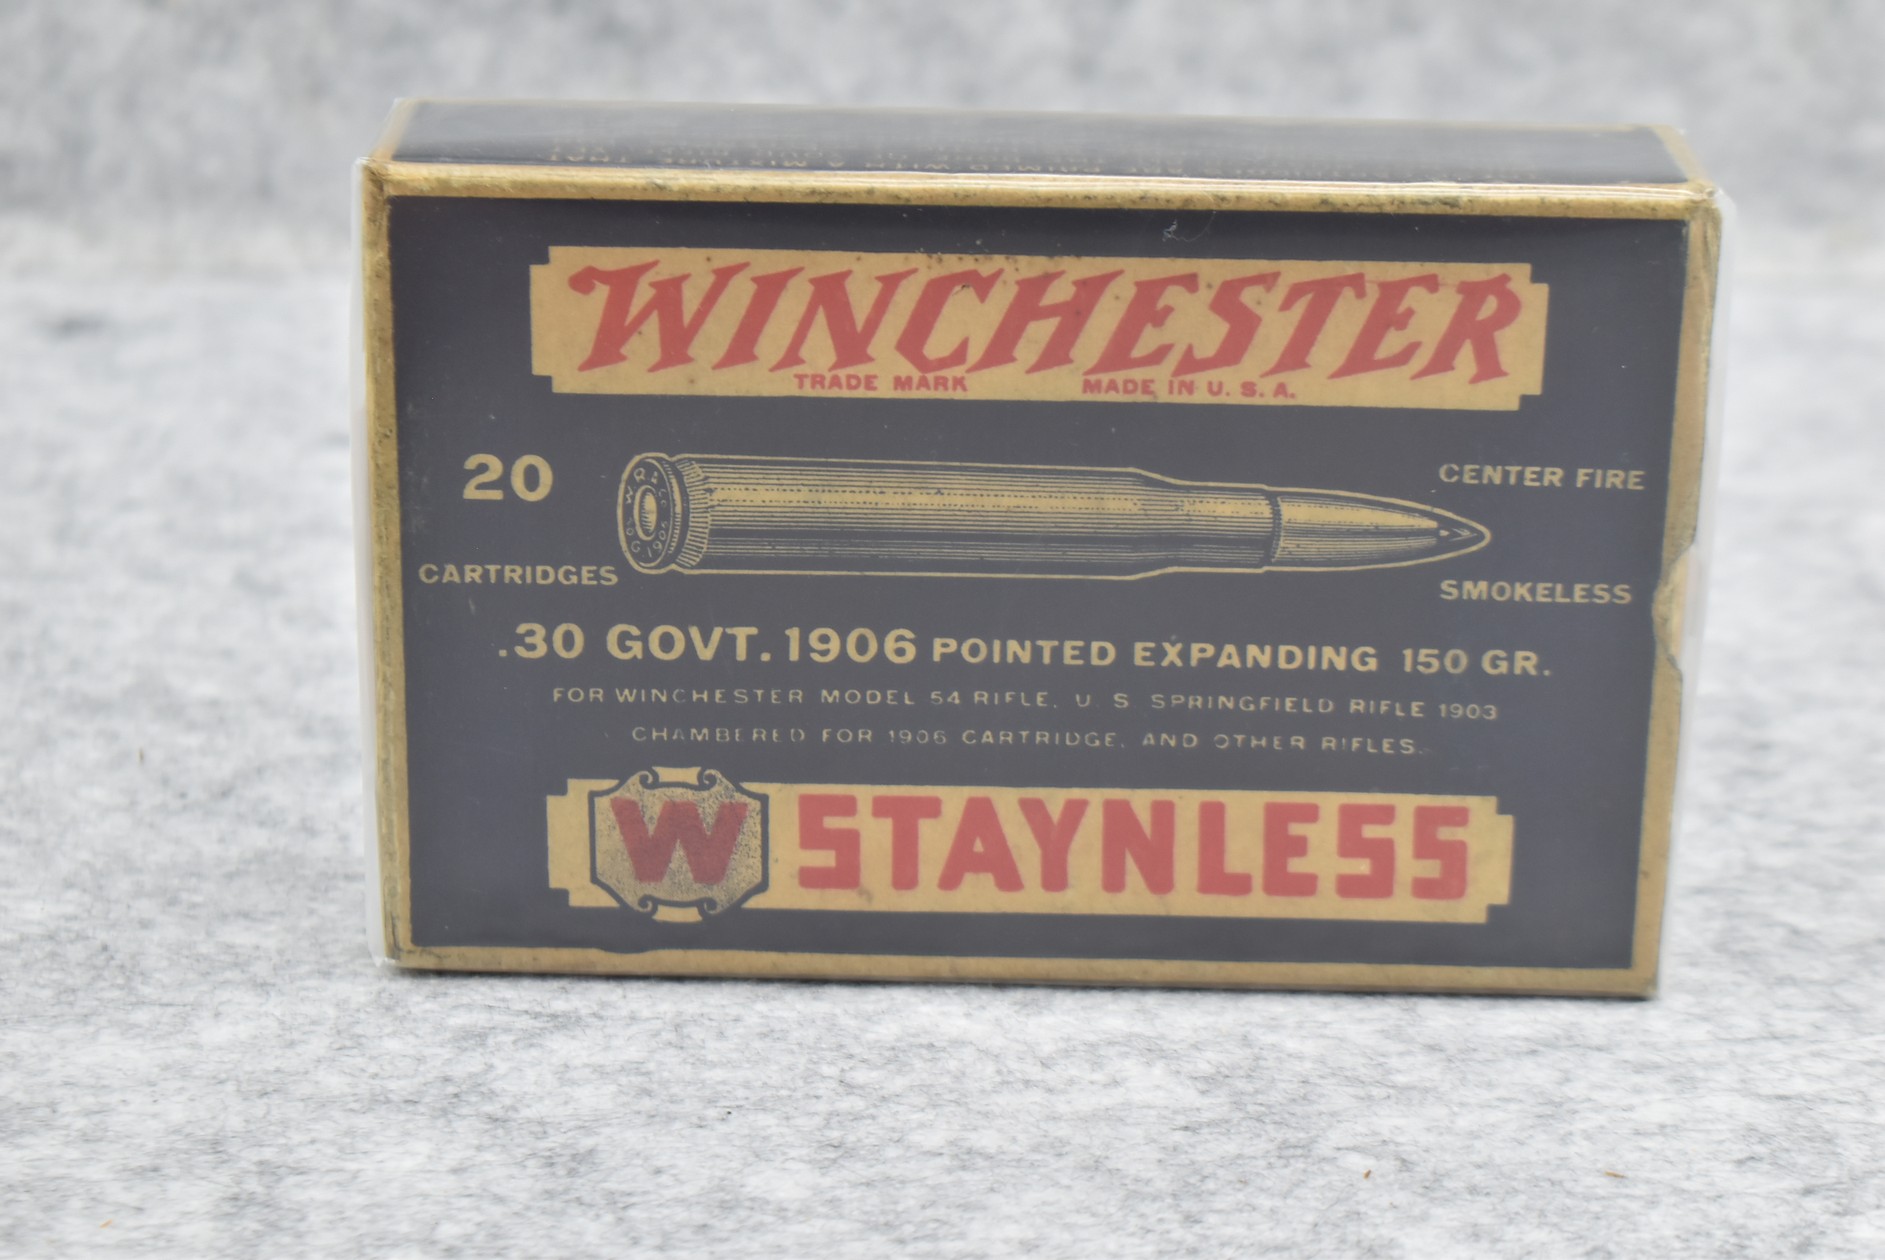 WINCHESTER
TRADE MARK MADE IN U. S. A.
20
CENTER FIRE
CARTRIDGES
SMOKELESS
.30 GOVT. 1906 POINTED EXPANDING 150 GR.
FOR WINCHESTER MODEL 54 RIFLE, U. S. SPRINGFIELD RIFLE 1903
CHAMBERED FOR 1906 CARTRIDGE, AND OTHER RIFLES.
W STAYNLESS